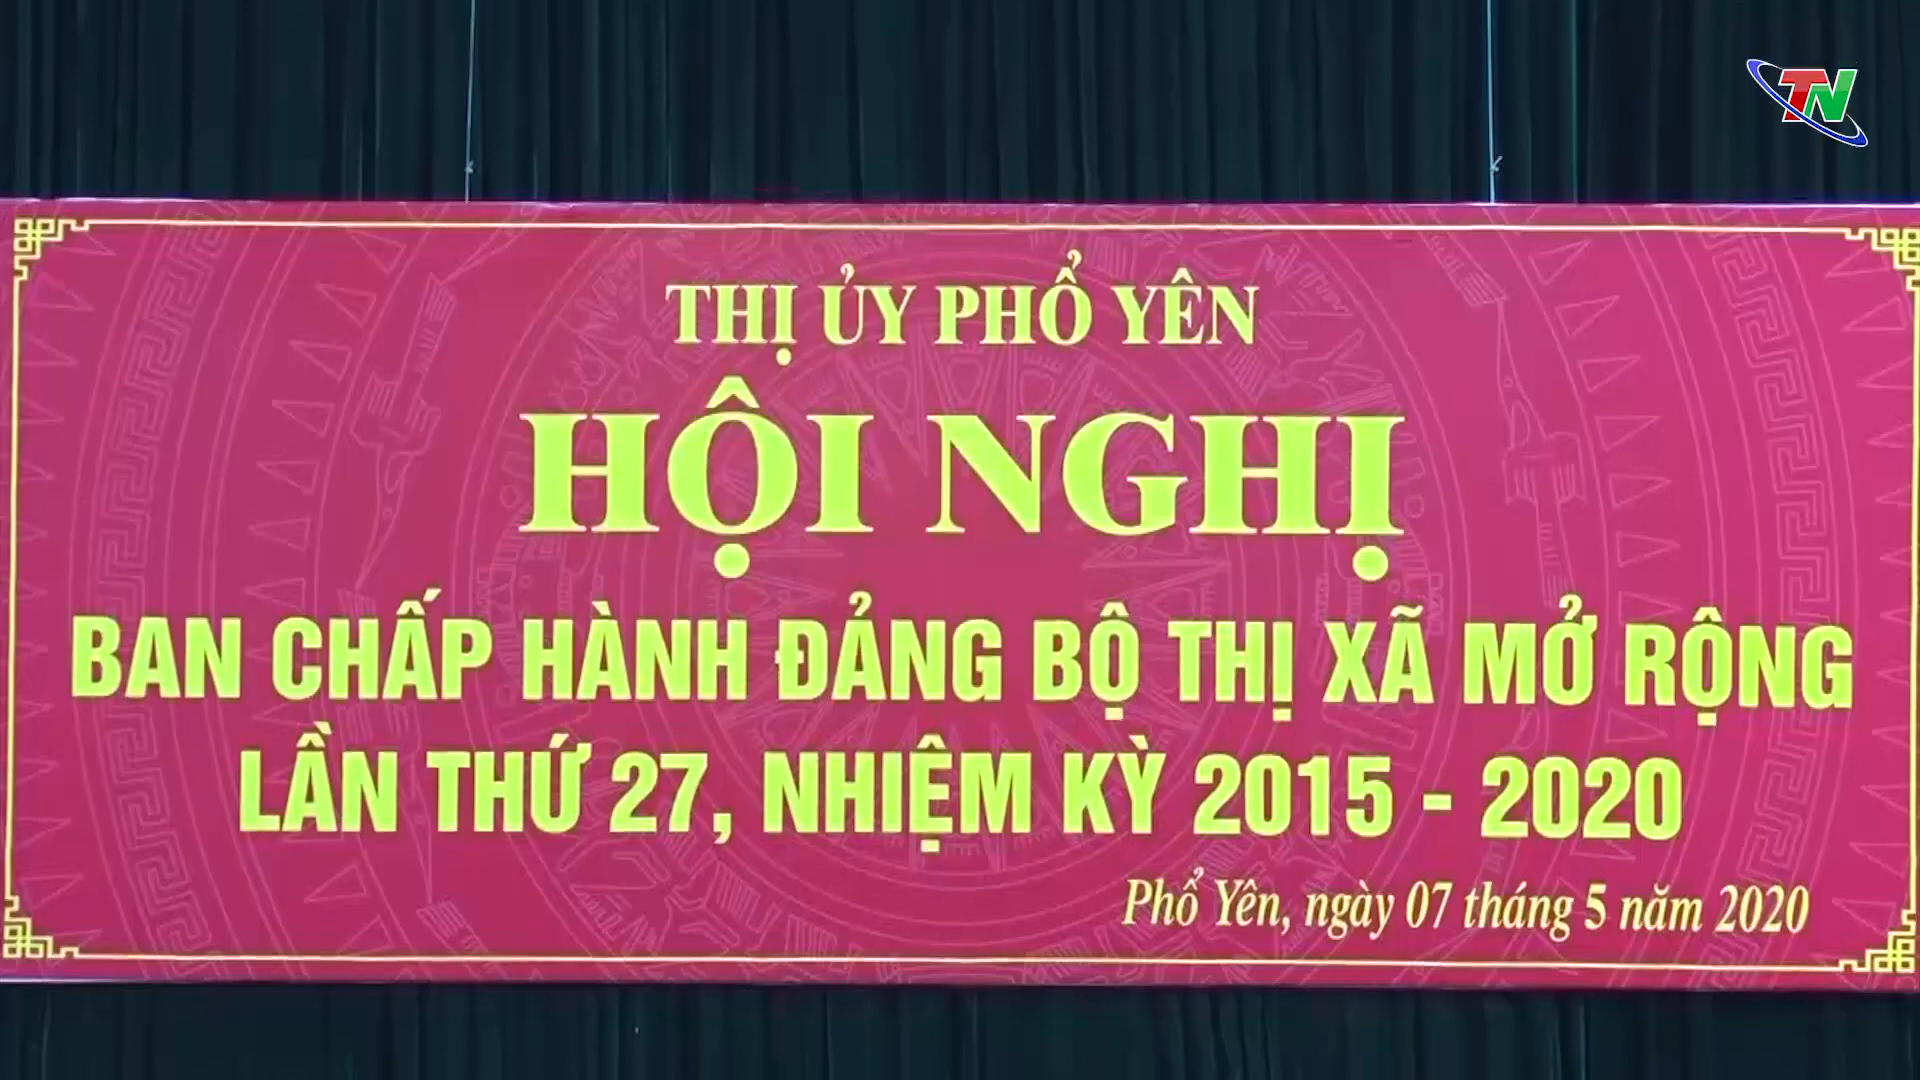 TN
THỊ ỦY PHỔ YÊN
HỘI NGHỊ
BAN CHẤP HÀNH ĐẢNG BỘ THỊ XÃ MỞ RỘNG
LẦN THỨ 27, NHIỆM KỲ 2015 - 2020
Phổ Yên, ngày 07 tháng 5 năm 2020